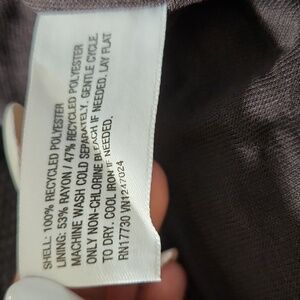 SHELL: 100% RECYCLED POLYESTER
LINING: 53% RAYON / 47% RECYCLED POLYESTER
MACHINE WASH COLD SEPARATELY, GENTLE CYCLE.
ONLY NON-CHLORINE BLEACH IF NEEDED. LAY FLAT
TO DRY. COOL IRON IF NEEDED.
RN17730 VN1247024